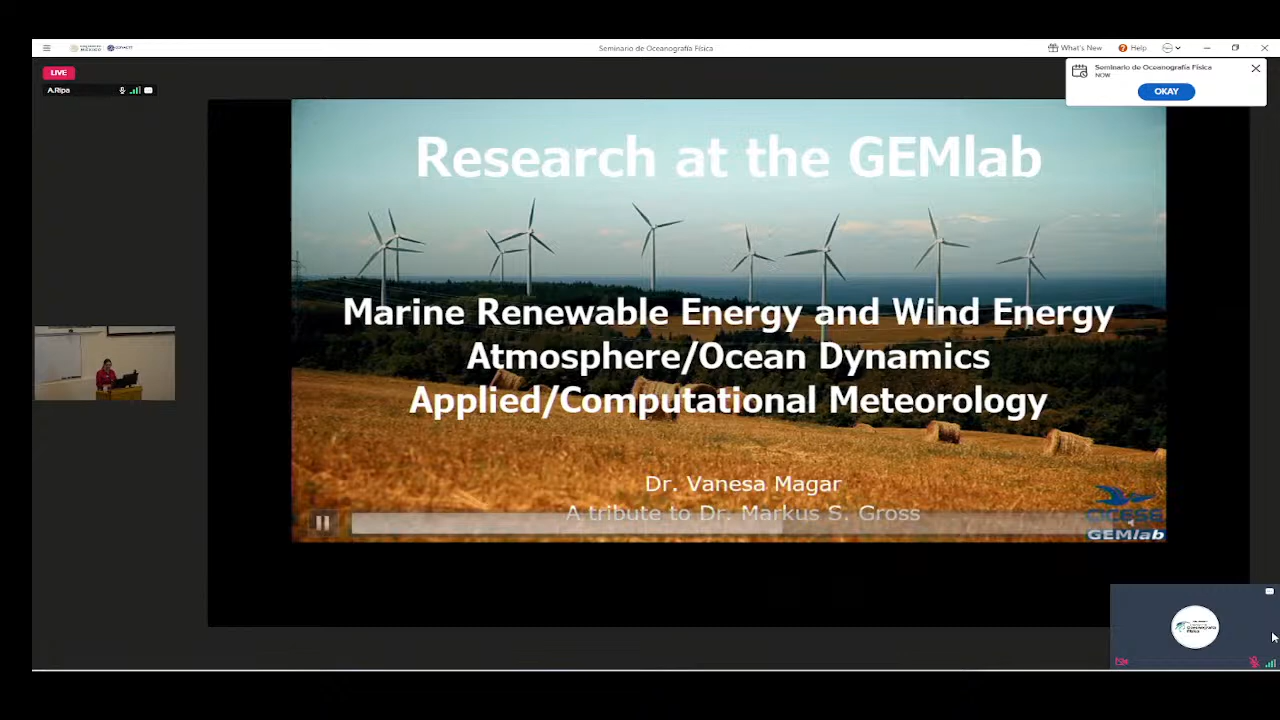 Seminario de Oceanografía Física
What's New
Help
LIVE
A.Ripa
Seminario de Oceanografía Física
NOW
OKAY
Research at the GEMlab
Marine Renewable Energy and Wind Energy
Atmosphere/Ocean Dynamics
Applied/Computational Meteorology
Dr. Vanesa Magar
A tribute to Dr. Markus S. Gross
CICESE
GEMlab